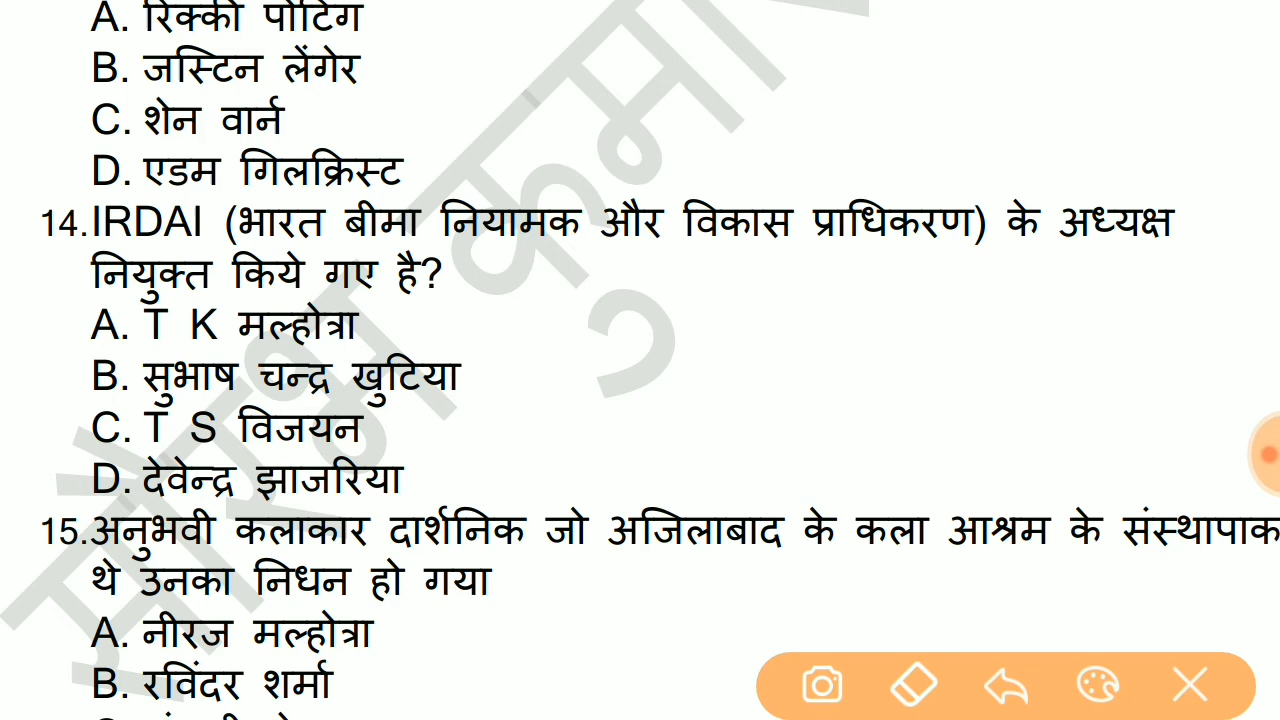 A. रिक्की पोंटिंग
B. जस्टिन लेंगेर
C. शेन वार्न
D. एडम गिलक्रिस्ट
14. IRDAI (भारत बीमा नियामक और विकास प्राधिकरण) के अध्यक्ष
नियुक्त किये गए है?
A. T K मल्होत्रा
B. सुभाष चन्द्र खुटिया
C. T S विजयन
D. देवेन्द्र झाजरिया
15. अनुभवी कलाकार दार्शनिक जो अजिलाबाद के कला आश्रम के संस्थापाक
थे उनका निधन हो गया
A. नीरज मल्होत्रा
B. रविंदर शर्मा
सौरभ कुमार